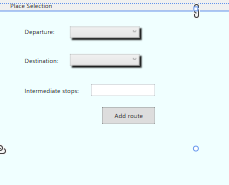 Place Selection
Departure:
Destination:
Intermediate stops:
Add route